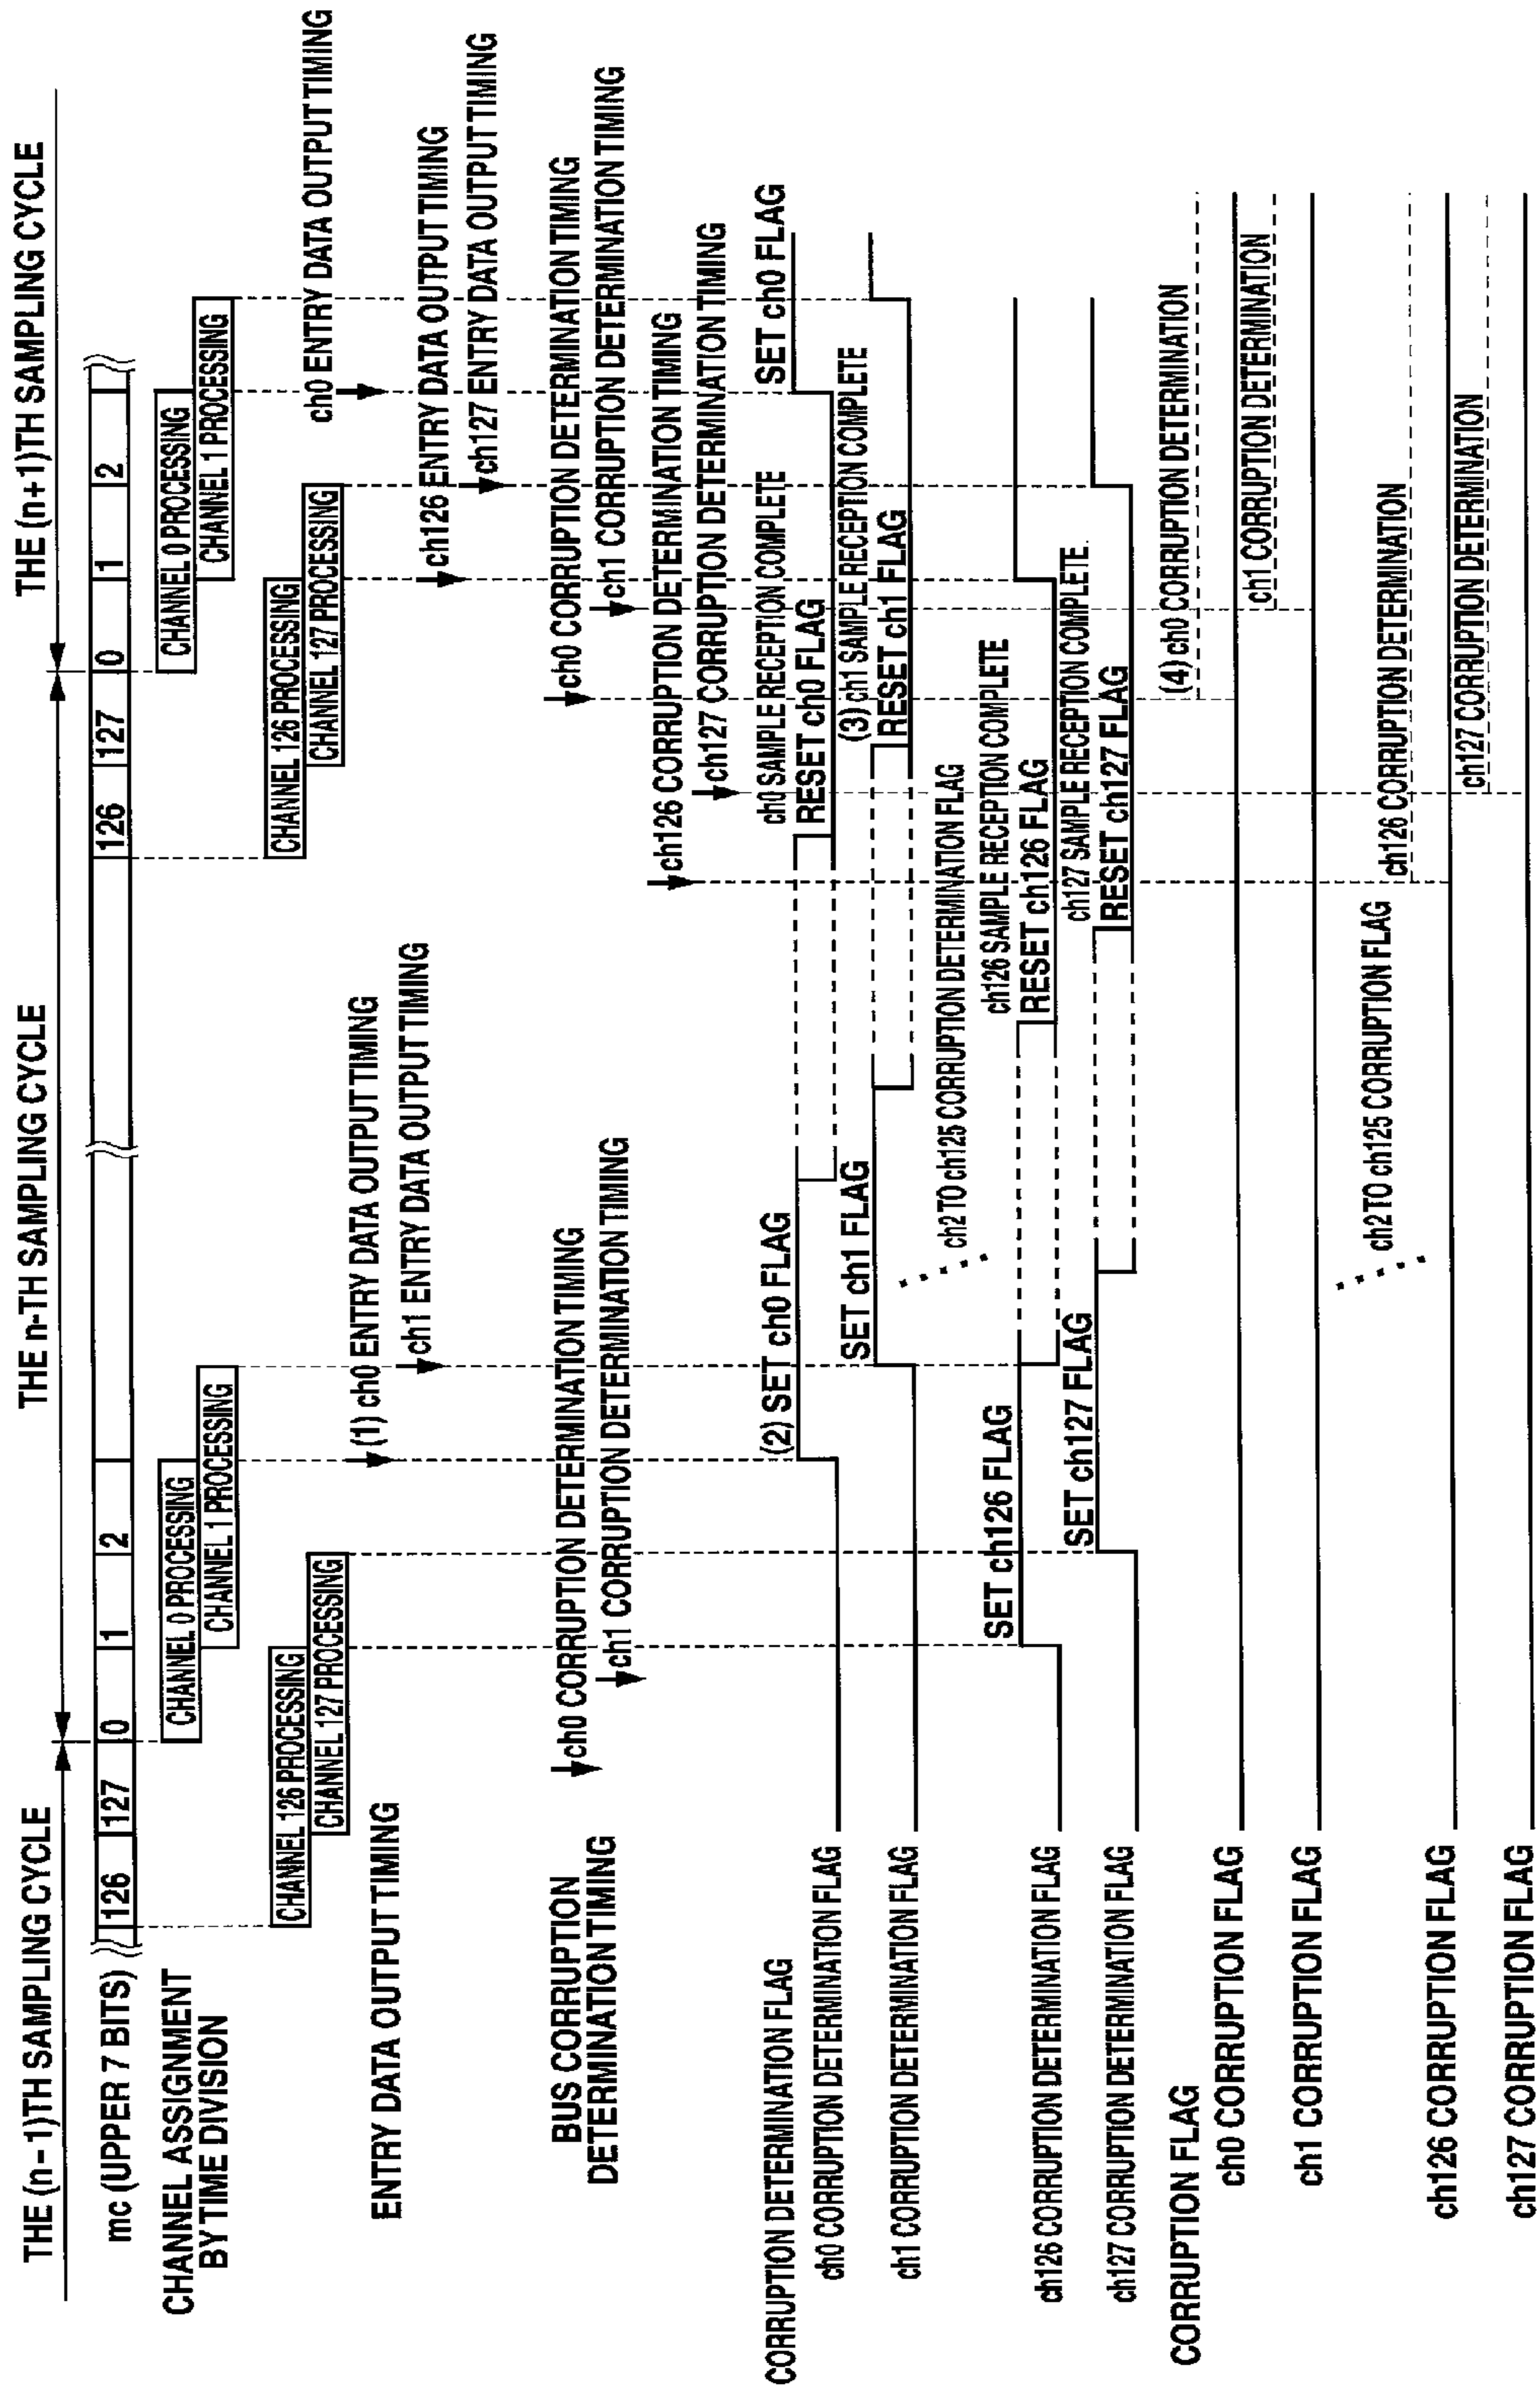 THE (n−1)TH SAMPLING CYCLE
THE n-TH SAMPLING CYCLE
THE (n+1)TH SAMPLING CYCLE
mc (UPPER 7 BITS)
126 127 0 1 2 126 127 0 1 2
CHANNEL ASSIGNMENT
BY TIME DIVISION
CHANNEL 0 PROCESSING
CHANNEL 1 PROCESSING
CHANNEL 0 PROCESSING
CHANNEL 1 PROCESSING
CHANNEL 126 PROCESSING
CHANNEL 127 PROCESSING
CHANNEL 126 PROCESSING
CHANNEL 127 PROCESSING
ENTRY DATA OUTPUT TIMING
(1) ch0 ENTRY DATA OUTPUT TIMING
ch1 ENTRY DATA OUTPUT TIMING
ch0 ENTRY DATA OUTPUT TIMING
ch126 ENTRY DATA OUTPUT TIMING
ch127 ENTRY DATA OUTPUT TIMING
BUS CORRUPTION
DETERMINATION TIMING
ch0 CORRUPTION DETERMINATION TIMING
ch1 CORRUPTION DETERMINATION TIMING
ch0 CORRUPTION DETERMINATION TIMING
ch1 CORRUPTION DETERMINATION TIMING
ch126 CORRUPTION DETERMINATION TIMING
ch127 CORRUPTION DETERMINATION TIMING
CORRUPTION DETERMINATION FLAG
ch0 CORRUPTION DETERMINATION FLAG
(2) SET ch0 FLAG
ch0 SAMPLE RECEPTION COMPLETE
RESET ch0 FLAG
SET ch0 FLAG
ch1 CORRUPTION DETERMINATION FLAG
SET ch1 FLAG
(3) ch1 SAMPLE RECEPTION COMPLETE
RESET ch1 FLAG
ch2 TO ch125 CORRUPTION DETERMINATION FLAG
ch126 CORRUPTION DETERMINATION FLAG
SET ch126 FLAG
ch126 SAMPLE RECEPTION COMPLETE
RESET ch126 FLAG
ch127 CORRUPTION DETERMINATION FLAG
SET ch127 FLAG
ch127 SAMPLE RECEPTION COMPLETE
RESET ch127 FLAG
CORRUPTION FLAG
ch0 CORRUPTION FLAG
(4) ch0 CORRUPTION DETERMINATION
ch1 CORRUPTION FLAG
ch1 CORRUPTION DETERMINATION
ch2 TO ch125 CORRUPTION FLAG
ch126 CORRUPTION FLAG
ch126 CORRUPTION DETERMINATION
ch127 CORRUPTION FLAG
ch127 CORRUPTION DETERMINATION